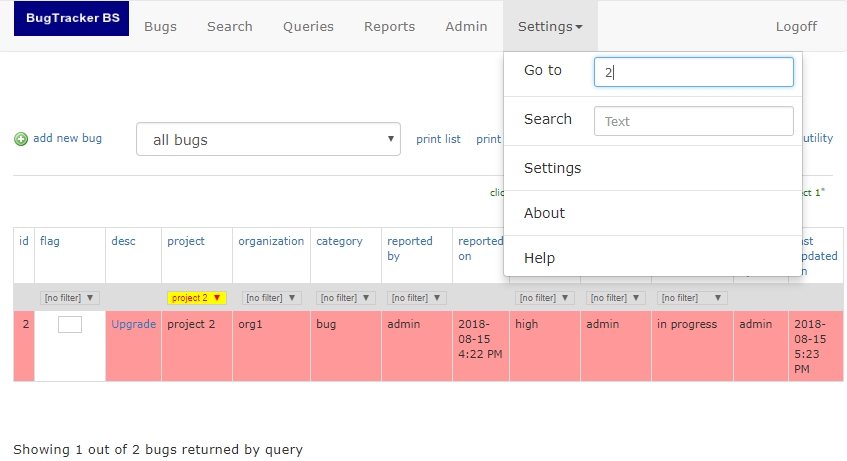 BugTracker BS Bugs Search Queries Reports Admin Settings Logoff
Go to 2
Search Text
Settings
About
Help
add new bug all bugs print list print utility
1"
id flag desc project organization category reported by reported on updated
[no filter] project 2 [no filter] [no filter] [no filter] [no filter] [no filter] [no filter]
2 Upgrade project 2 org1 bug admin 2018-08-15 4:22 PM high admin in progress admin 2018-08-15 5:23 PM
Showing 1 out of 2 bugs returned by query